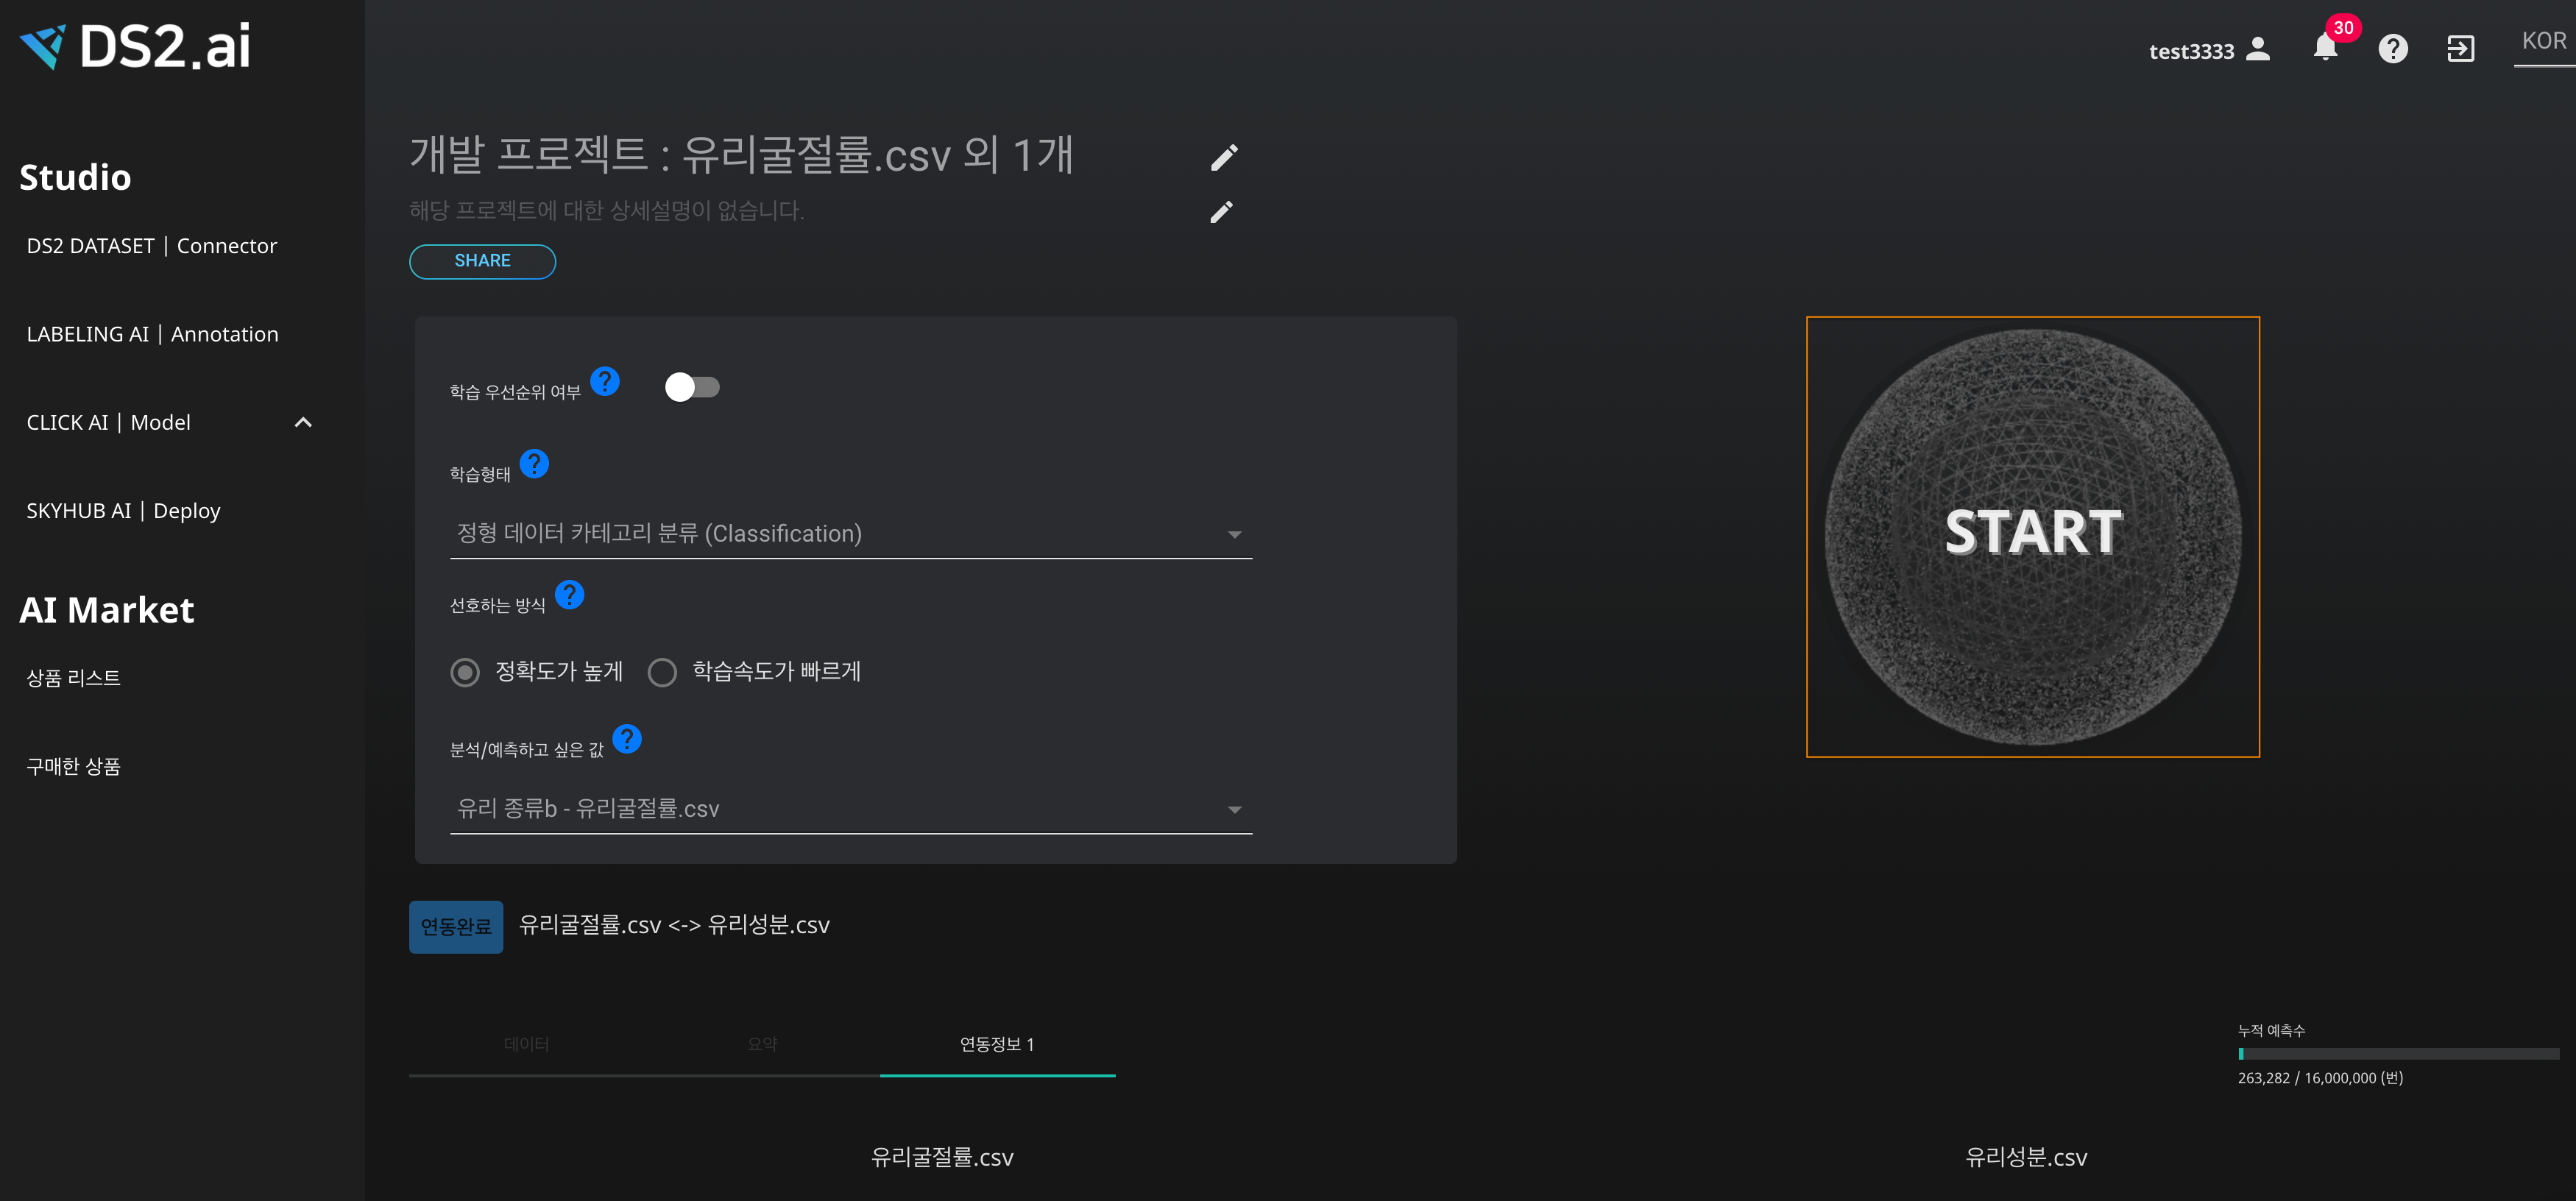 DS2.ai
test3333
30
KOR
Studio
DS2 DATASET | Connector
LABELING AI | Annotation
CLICK AI | Model
SKYHUB AI | Deploy
AI Market
상품 리스트
구매한 상품
개발 프로젝트 : 유리굴절률.csv 외 1개
해당 프로젝트에 대한 상세설명이 없습니다.
SHARE
학습 우선순위 여부 ?
학습형태 ?
정형 데이터 카테고리 분류 (Classification)
선호하는 방식 ?
정확도가 높게 학습속도가 빠르게
분석/예측하고 싶은 값 ?
유리 종류b - 유리굴절률.csv
START
연동완료 유리굴절률.csv <-> 유리성분.csv
데이터 요약 연동정보 1
누적 예측수
263,282 / 16,000,000 (번)
유리굴절률.csv 유리성분.csv